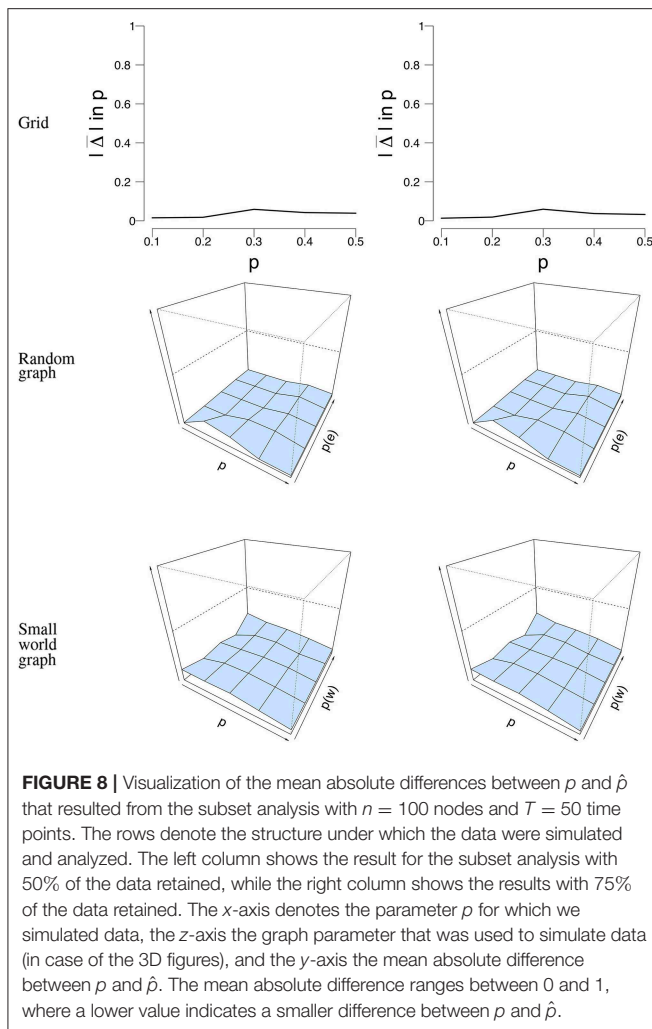 1
1
0.8
0.8
0.6
0.6
| Δ̅ | in p
| Δ̅ | in p
Grid
0.4
0.4
0.2
0.2
0
0
0.1 0.2 0.3 0.4 0.5
0.1 0.2 0.3 0.4 0.5
p
p
Random
graph
p
p(e)
p
p(e)
Small
world
graph
p
p(w)
p
p(w)
FIGURE 8 | Visualization of the mean absolute differences between p and p̂
that resulted from the subset analysis with n = 100 nodes and T = 50 time
points. The rows denote the structure under which the data were simulated
and analyzed. The left column shows the result for the subset analysis with
50% of the data retained, while the right column shows the results with 75%
of the data retained. The x-axis denotes the parameter p for which we
simulated data, the z-axis the graph parameter that was used to simulate data
(in case of the 3D figures), and the y-axis the mean absolute difference
between p and p̂. The mean absolute difference ranges between 0 and 1,
where a lower value indicates a smaller difference between p and p̂.